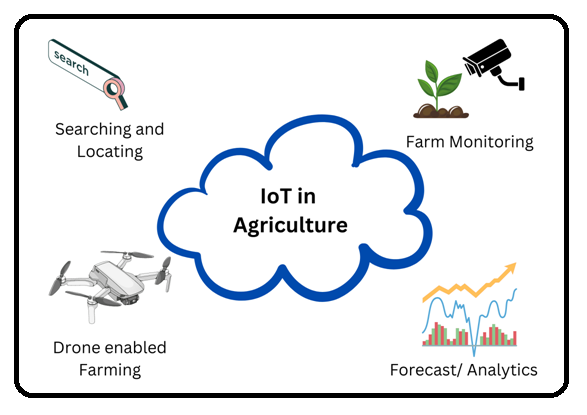 search
Searching and
Locating
Farm Monitoring
IoT in
Agriculture
Drone enabled
Farming
Forecast/ Analytics